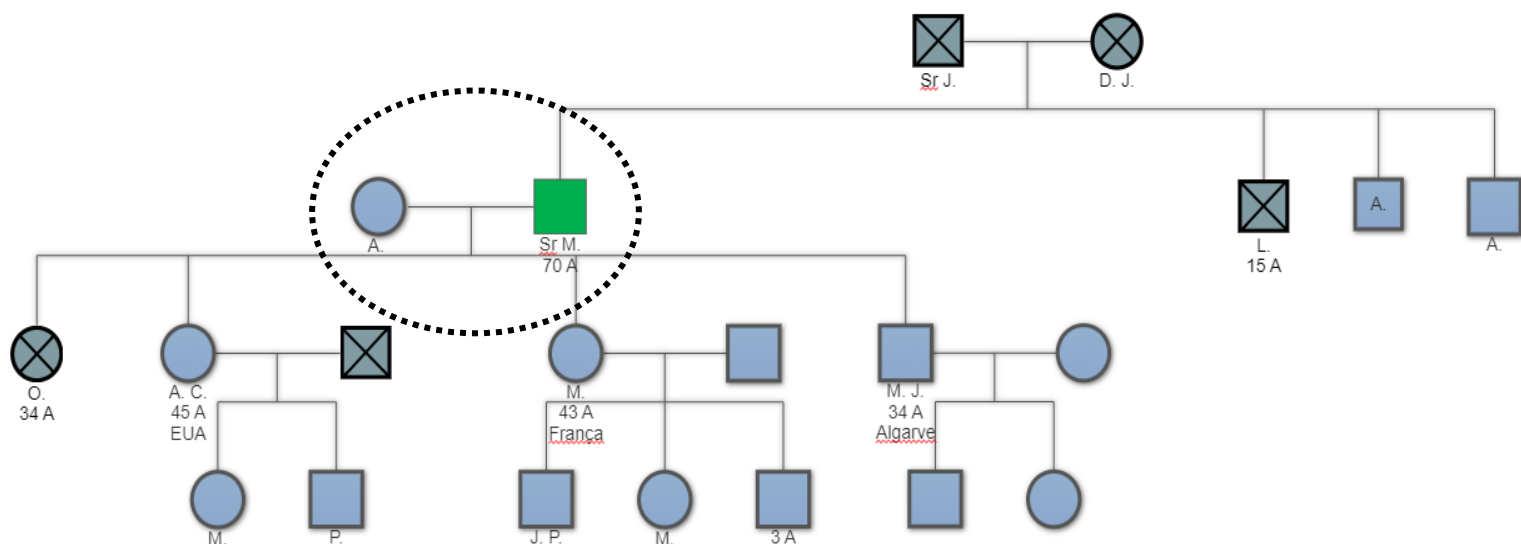 Sr J.
D. J.
A.
Sr M.
70 A
L.
15 A
A.
A.
O.
34 A
A. C.
45 A
EUA
M.
43 A
França
M. J.
34 A
Algarve
M.
P.
J. P.
M.
3 A